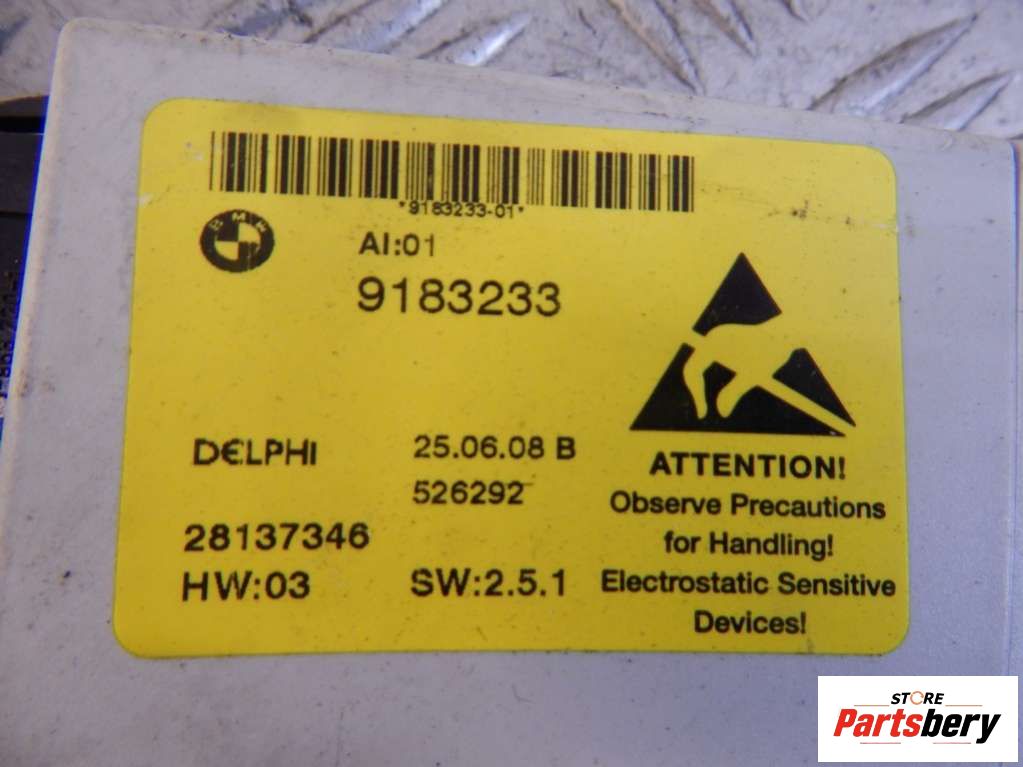 *9183233-01*
BMW
AI:01
9183233
DELPHI
25.06.08 B
526292
28137346
HW:03
SW:2.5.1
ATTENTION!
Observe Precautions
for Handling!
Electrostatic Sensitive
Devices!
STORE
Partsbery